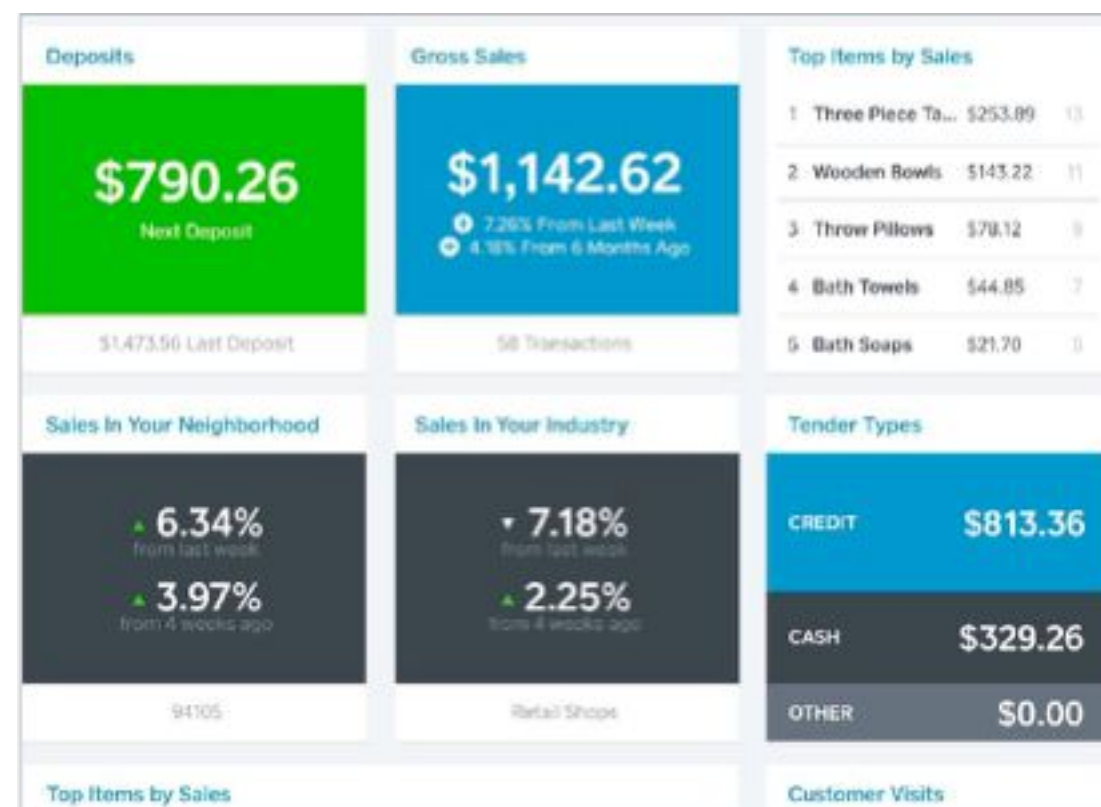 Deposits
$790.26
Next Deposit
$1,473.56 Last Deposit
Gross Sales
$1,142.62
7.26% From Last Week
4.18% From 6 Months Ago
58 Transactions
Top Items by Sales
1 Three Piece Ta... $253.89 13
2 Wooden Bowls $143.22 11
3 Throw Pillows $78.12
4 Bath Towels $44.85 7
5 Bath Soaps $21.70
Sales In Your Neighborhood
6.34%
from last week
3.97%
from 4 weeks ago
94105
Sales In Your Industry
7.18%
from last week
2.25%
from 4 weeks ago
Retail Shops
Tender Types
CREDIT $813.36
CASH $329.26
OTHER $0.00
Top Items by Sales
Customer Visits